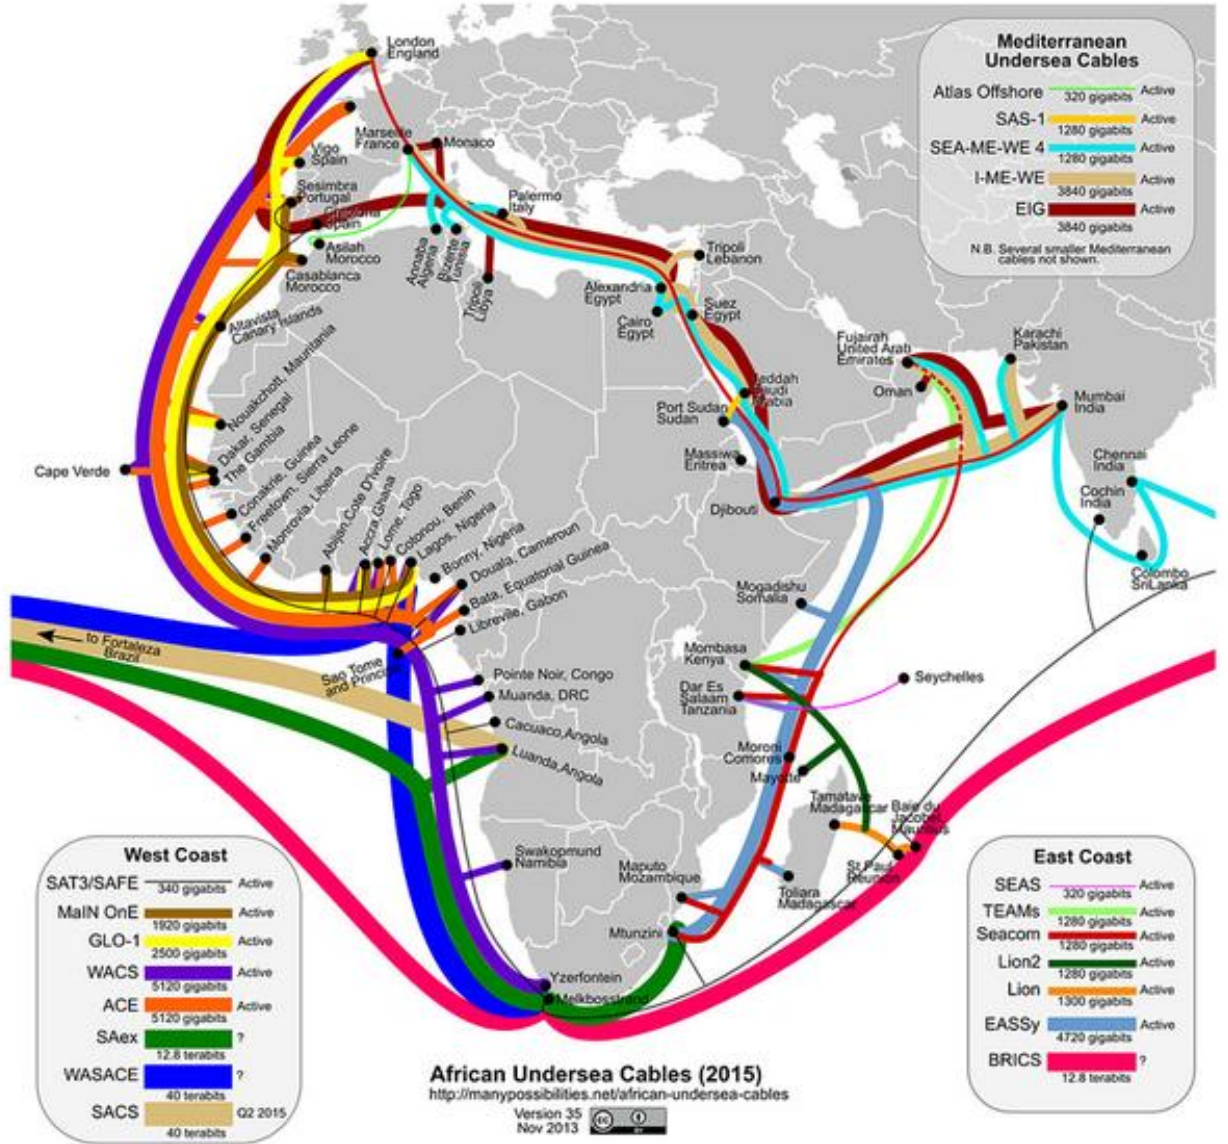 London
England
Marseille
France
Monaco
Vigo
Spain
Sesimbra
Portugal
Spain
Asilah
Morocco
Casablanca
Morocco
Palermo
Italy
Annaba
Algeria
Bizerte
Tunisia
Tripoli
Libya
Tripoli
Lebanon
Alexandria
Egypt
Cairo
Egypt
Suez
Egypt
Altavista
Canary Islands
Nouakchott, Mauritania
Dakar, Senegal
The Gambia
Cape Verde
Conakrie, Guinea
Freetown, Sierra Leone
Monrovia, Liberia
Abijan,Cote D'Ivoire
Accra,Ghana
Lome, Togo
Cotonou, Benin
Lagos, Nigeria
Bonny, Nigeria
Douala, Cameroun
Bata, Equatorial Guinea
Libreville, Gabon
Sao Tome
and Principe
to Fortaleza
Brazil
Pointe Noir, Congo
Muanda, DRC
Cacuaco,Angola
Luanda,Angola
Swakopmund
Namibia
Yzerfontein
Melkbosstrand
Mtunzini
Maputo
Mozambique
Toliara
Madagascar
Tamatave
Madagascar
Baie du
Jacobel,
Mauritius
St Paul
Reunion
Moroni
Comores
Mayotte
Dar Es
Salaam
Tanzania
Mombasa
Kenya
Seychelles
Mogadishu
Somalia
Djibouti
Massiwa
Eritrea
Port Sudan
Sudan
Jeddah
Saudi
Arabia
Fujairah
United Arab
Emirates
Oman
Karachi
Pakistan
Mumbai
India
Chennai
India
Cochin
India
Colombo
SriLanka
Mediterranean
Undersea Cables
Atlas Offshore 320 gigabits Active
SAS-1 1280 gigabits Active
SEA-ME-WE 4 1280 gigabits Active
I-ME-WE 3840 gigabits Active
EIG 3840 gigabits Active
N.B. Several smaller Mediterranean
cables not shown.
West Coast
SAT3/SAFE 340 gigabits Active
MaIN OnE 1920 gigabits Active
GLO-1 2500 gigabits Active
WACS 5120 gigabits Active
ACE 5120 gigabits Active
SAex 12.8 terabits ?
WASACE 40 terabits ?
SACS 40 terabits Q2 2015
East Coast
SEAS 320 gigabits Active
TEAMs 1280 gigabits Active
Seacom 1280 gigabits Active
Lion2 1280 gigabits Active
Lion 1300 gigabits Active
EASSy 4720 gigabits Active
BRICS 12.8 terabits ?
African Undersea Cables (2015)
http://manypossibilities.net/african-undersea-cables
Version 35
Nov 2013
cc
BY